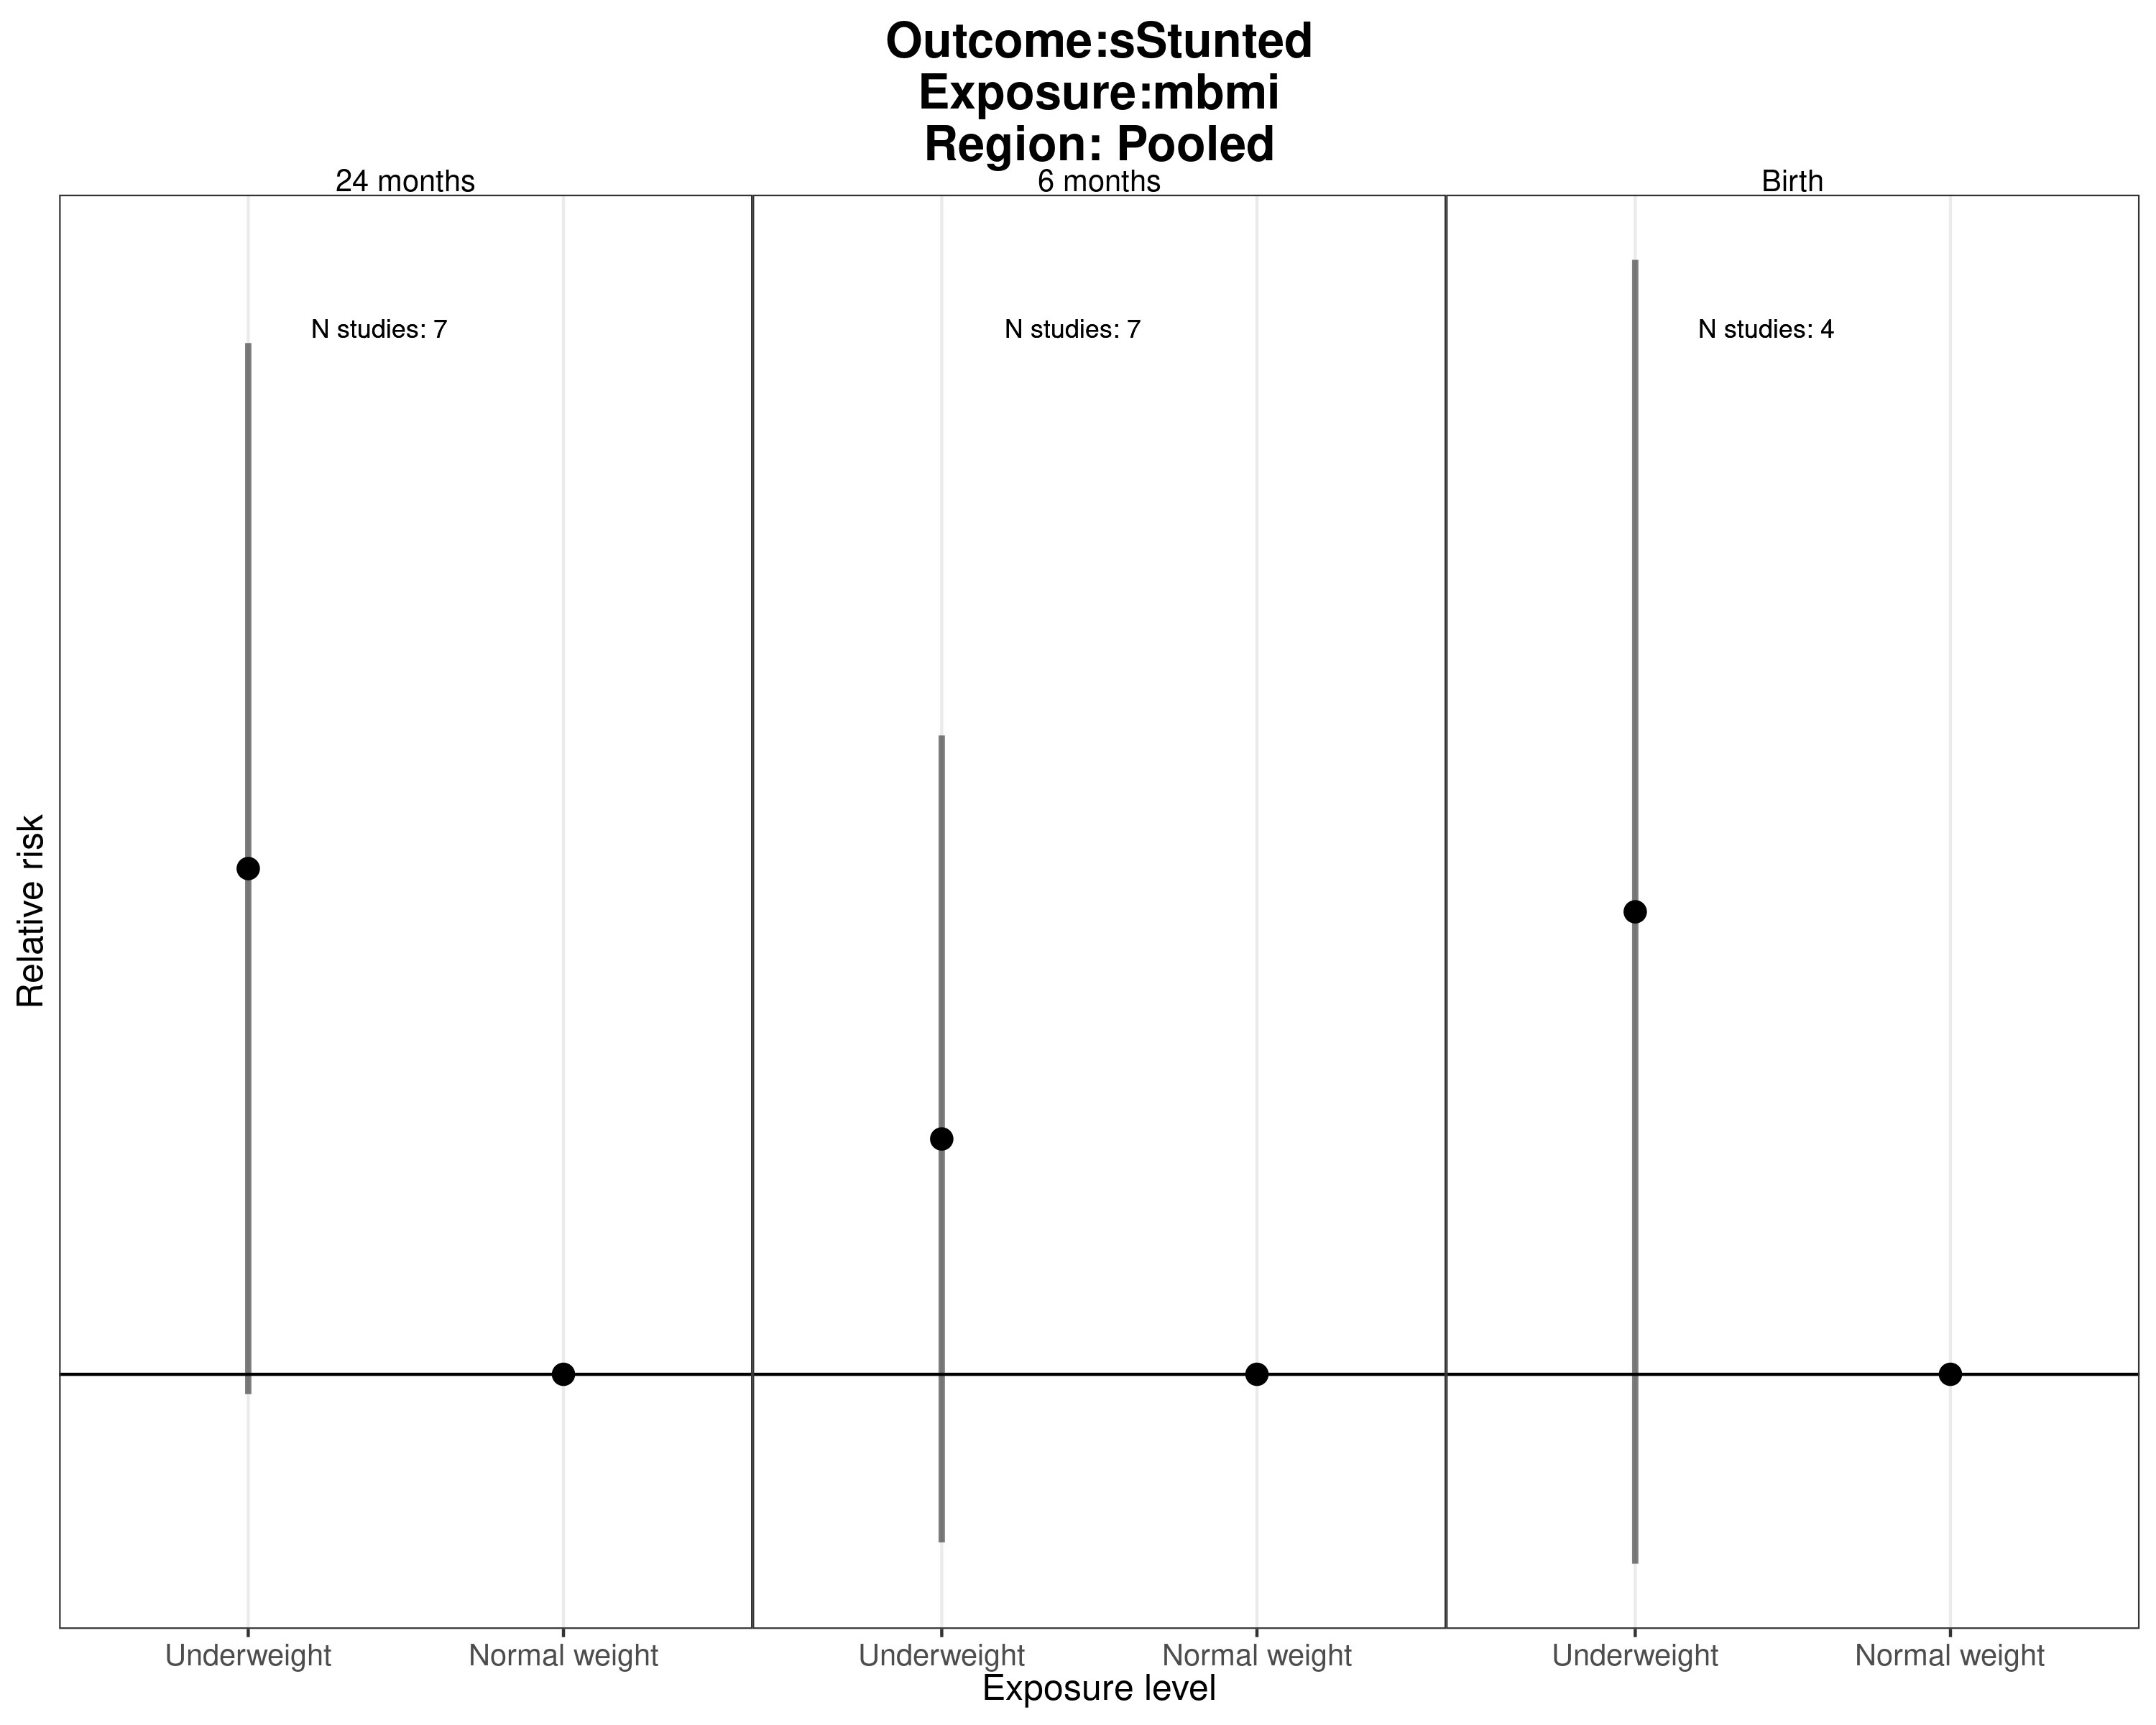 Outcome:sStunted
Exposure:mbmi
Region: Pooled
24 months
6 months
Birth
N studies: 7
N studies: 7
N studies: 4
Relative risk
Underweight
Normal weight
Underweight
Normal weight
Underweight
Normal weight
Exposure level